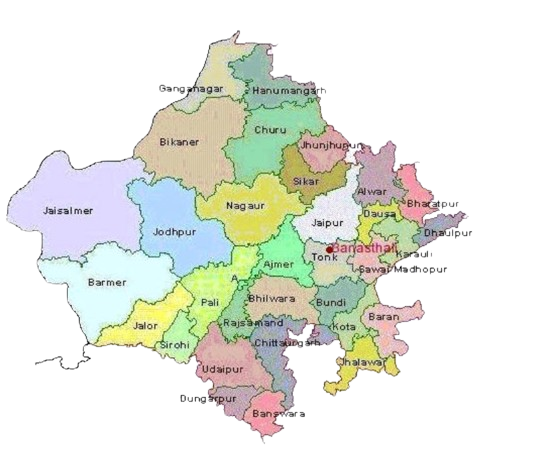 Ganganagar
Hanumangarh
Churu
Bikaner
Jhunjhunun
Sikar
Alwar
Jaisalmer
Nagaur
Jaipur
Dausa
Bharatpur
Jodhpur
Dhaulpur
Banasthali
Karauli
Tonk
Ajmer
Sawai Madhopur
A
Barmer
Pali
Bhilwara
Bundi
Baran
Jalor
Rajsamand
Kota
Sirohi
Chittaurgarh
Jhalawar
Udaipur
Dungarpur
Banswara